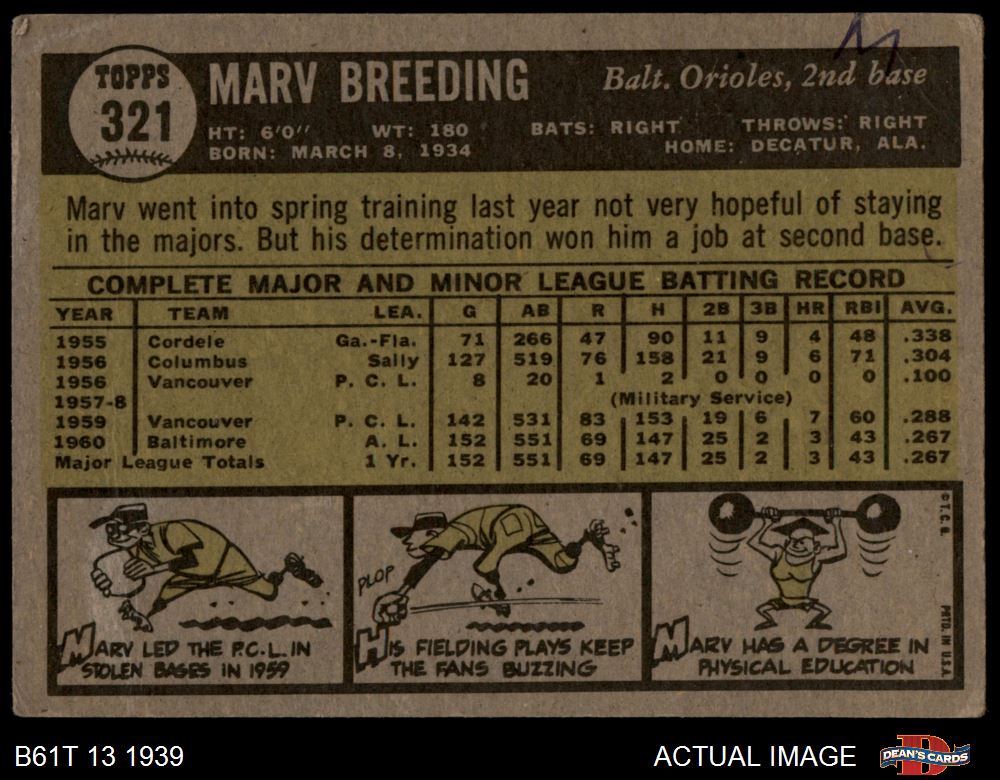 TOPPS
321
MARV BREEDING
Balt. Orioles, 2nd base
HT: 6'0" WT: 180 BATS: RIGHT THROWS: RIGHT
BORN: MARCH 8, 1934 HOME: DECATUR, ALA.
Marv went into spring training last year not very hopeful of staying
in the majors. But his determination won him a job at second base.
COMPLETE MAJOR AND MINOR LEAGUE BATTING RECORD
YEAR TEAM LEA. G AB R H 2B 3B HR RBI AVG.
1955 Cordele Ga.-Fla. 71 266 47 90 11 9 4 48 .338
1956 Columbus Sally 127 519 76 158 21 9 6 71 .304
1956 Vancouver P. C. L. 8 20 1 2 0 0 0 0 .100
1957-8 (Military Service)
1959 Vancouver P. C. L. 142 531 83 153 19 6 7 60 .288
1960 Baltimore A. L. 152 551 69 147 25 2 3 43 .267
Major League Totals 1 Yr. 152 551 69 147 25 2 3 43 .267
MARV LED THE P.C.L. IN
STOLEN BASES IN 1959
PLOP
HIS FIELDING PLAYS KEEP
THE FANS BUZZING
MARV HAS A DEGREE IN
PHYSICAL EDUCATION
© T.C.G. PRTD. IN U.S.A.
B61T 13 1939
ACTUAL IMAGE
DEAN'S CARDS